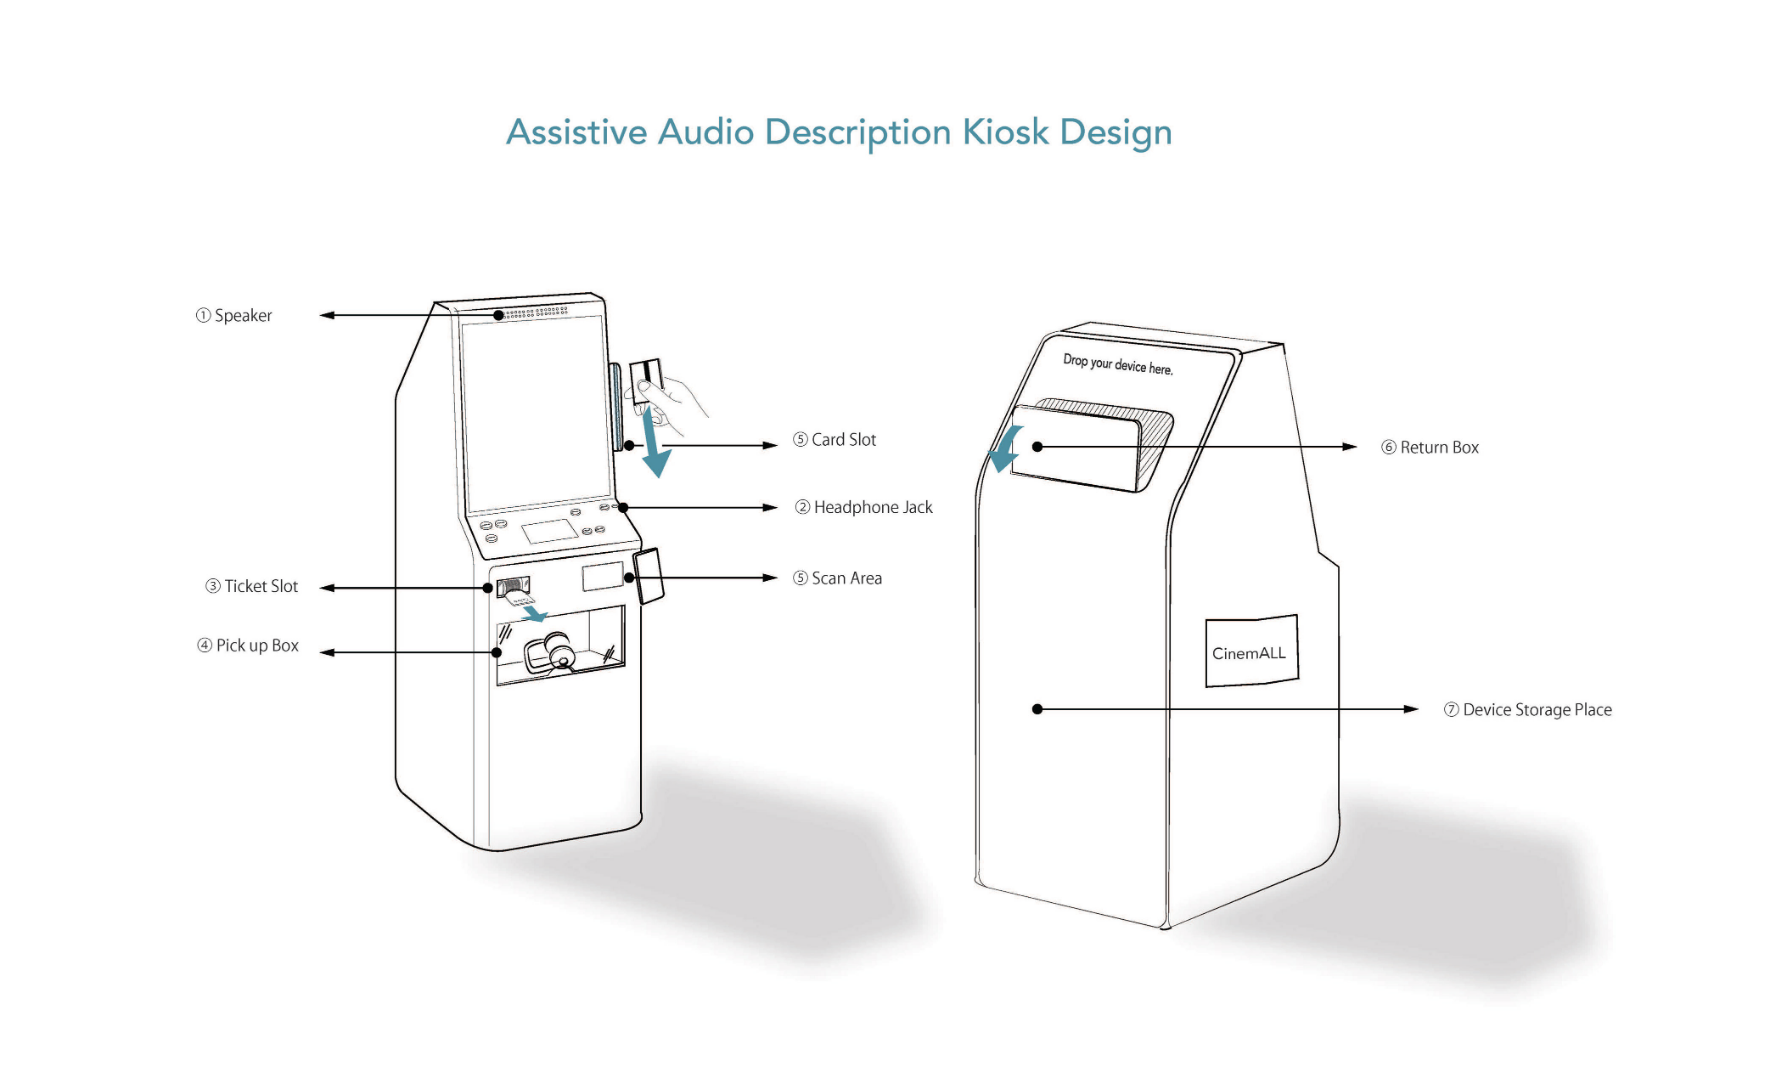 Assistive Audio Description Kiosk Design
① Speaker
Drop your device here.
⑤ Card Slot
⑥ Return Box
② Headphone Jack
③ Ticket Slot
⑤ Scan Area
④ Pick up Box
CinemALL
⑦ Device Storage Place